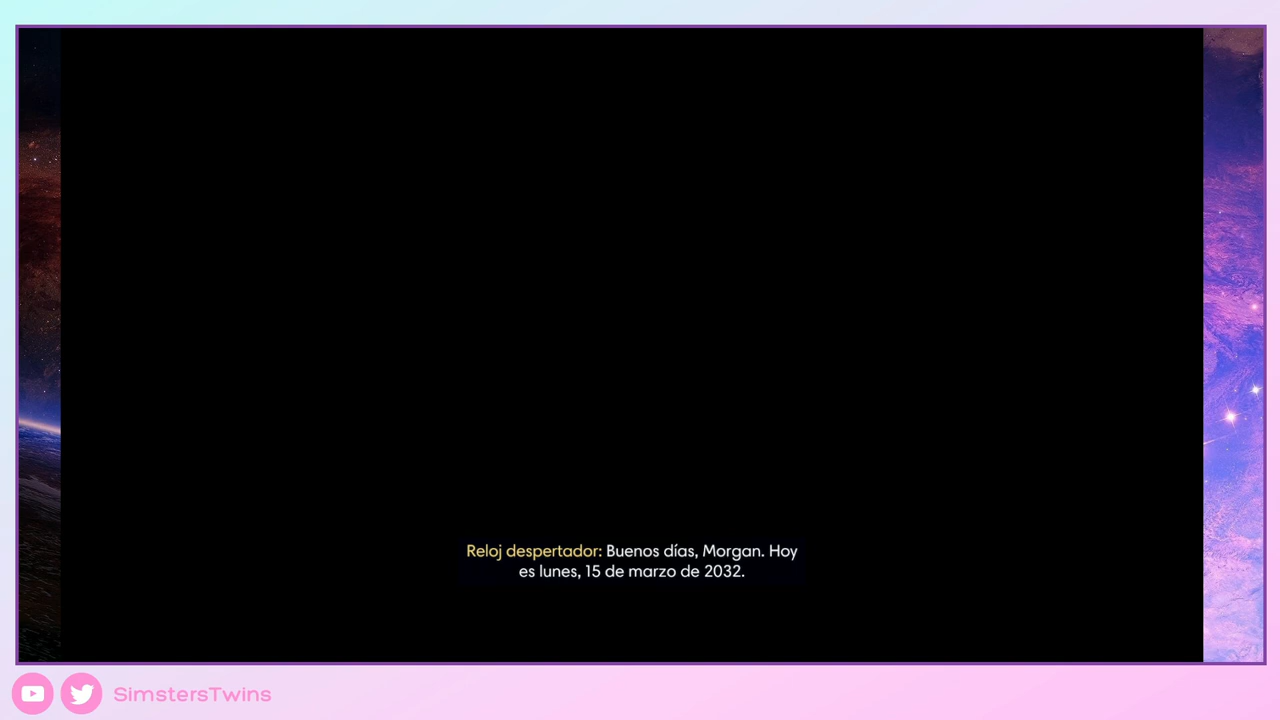 Reloj despertador: Buenos días, Morgan. Hoy
es lunes, 15 de marzo de 2032.
SimstersTwins